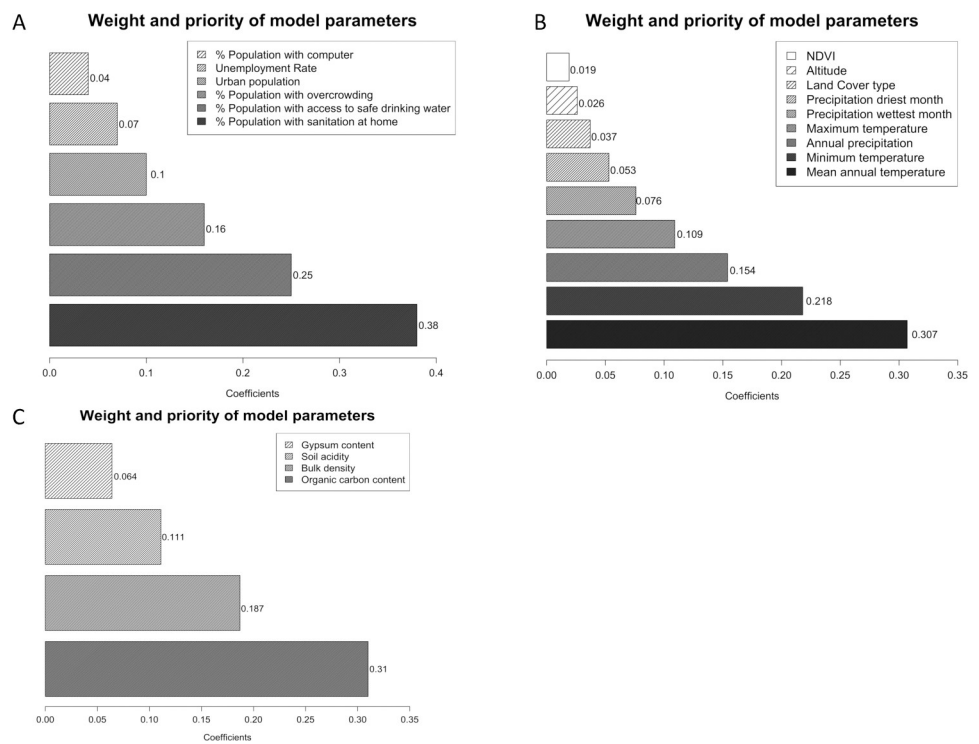 A
Weight and priority of model parameters
% Population with computer
Unemployment Rate
Urban population
% Population with overcrowding
% Population with access to safe drinking water
% Population with sanitation at home
0.04
0.07
0.1
0.16
0.25
0.38
0.0 0.1 0.2 0.3 0.4
Coefficients
B
Weight and priority of model parameters
NDVI
Altitude
Land Cover type
Precipitation driest month
Precipitation wettest month
Maximum temperature
Annual precipitation
Minimum temperature
Mean annual temperature
0.019
0.026
0.037
0.053
0.076
0.109
0.154
0.218
0.307
0.00 0.05 0.10 0.15 0.20 0.25 0.30 0.35
Coefficients
C
Weight and priority of model parameters
Gypsum content
Soil acidity
Bulk density
Organic carbon content
0.064
0.111
0.187
0.31
0.00 0.05 0.10 0.15 0.20 0.25 0.30 0.35
Coefficients